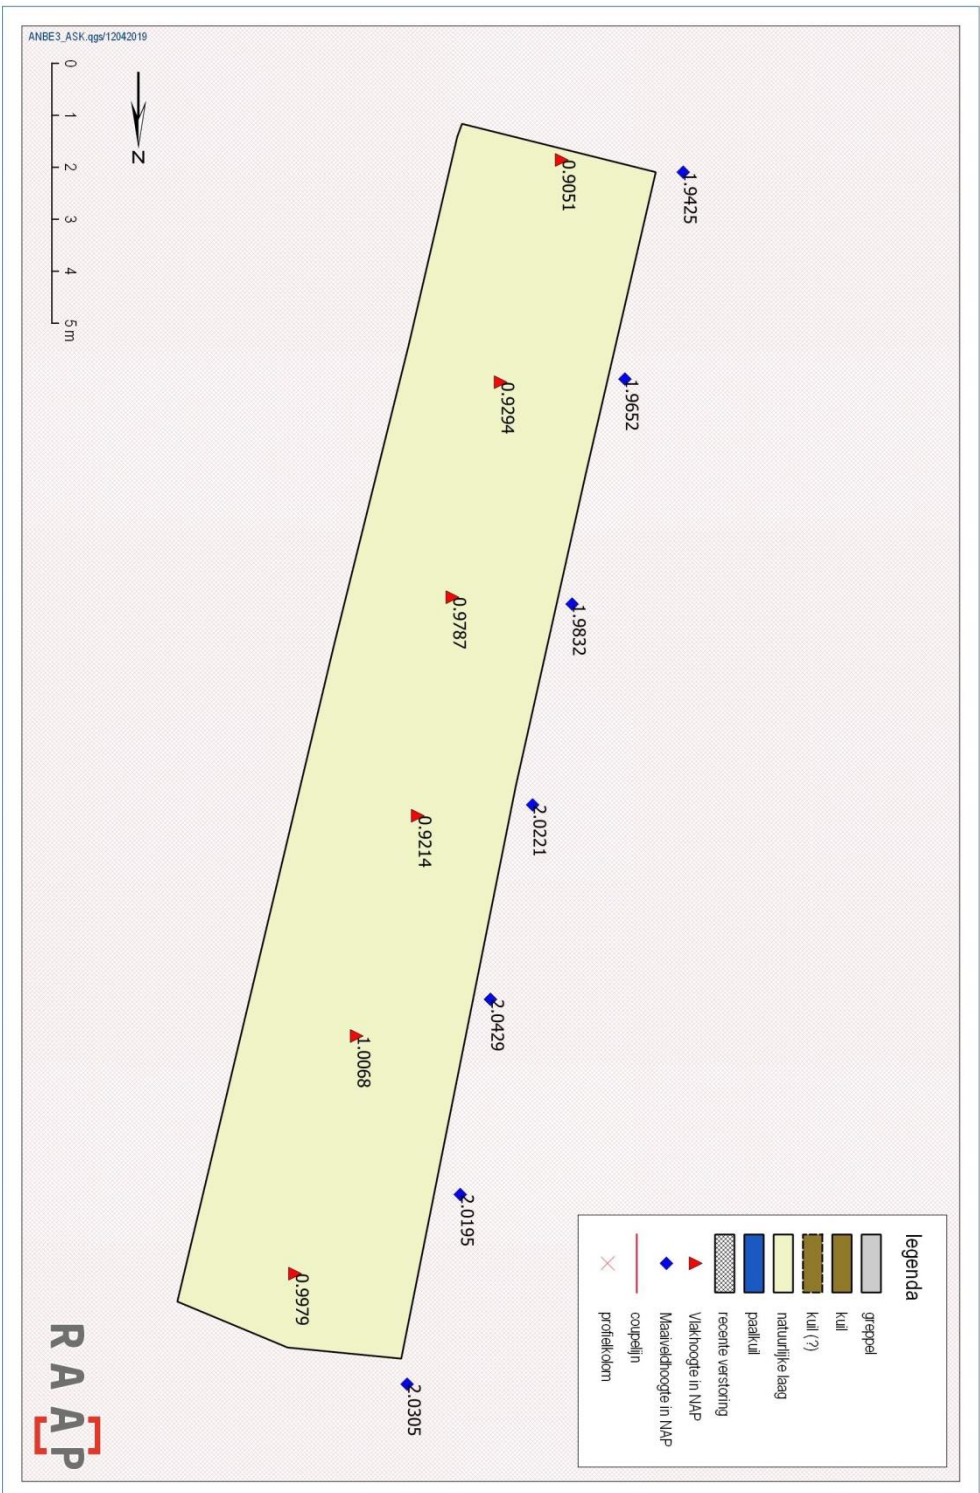 ANBE3_ASK.qgs/12042019
0 1 2 3 4 5 m
N
1.9425
1.9652
1.9832
2.0221
2.0429
2.0195
2.0305
0.9051
0.9294
0.9787
0.9214
1.0068
0.9979
legenda
greppel
kuil
kuil (?)
natuurlijke laag
paalkuil
recente verstoring
Vlakhoogte in NAP
Maaiveldhoogte in NAP
coupelijn
profielkolom
RAAP